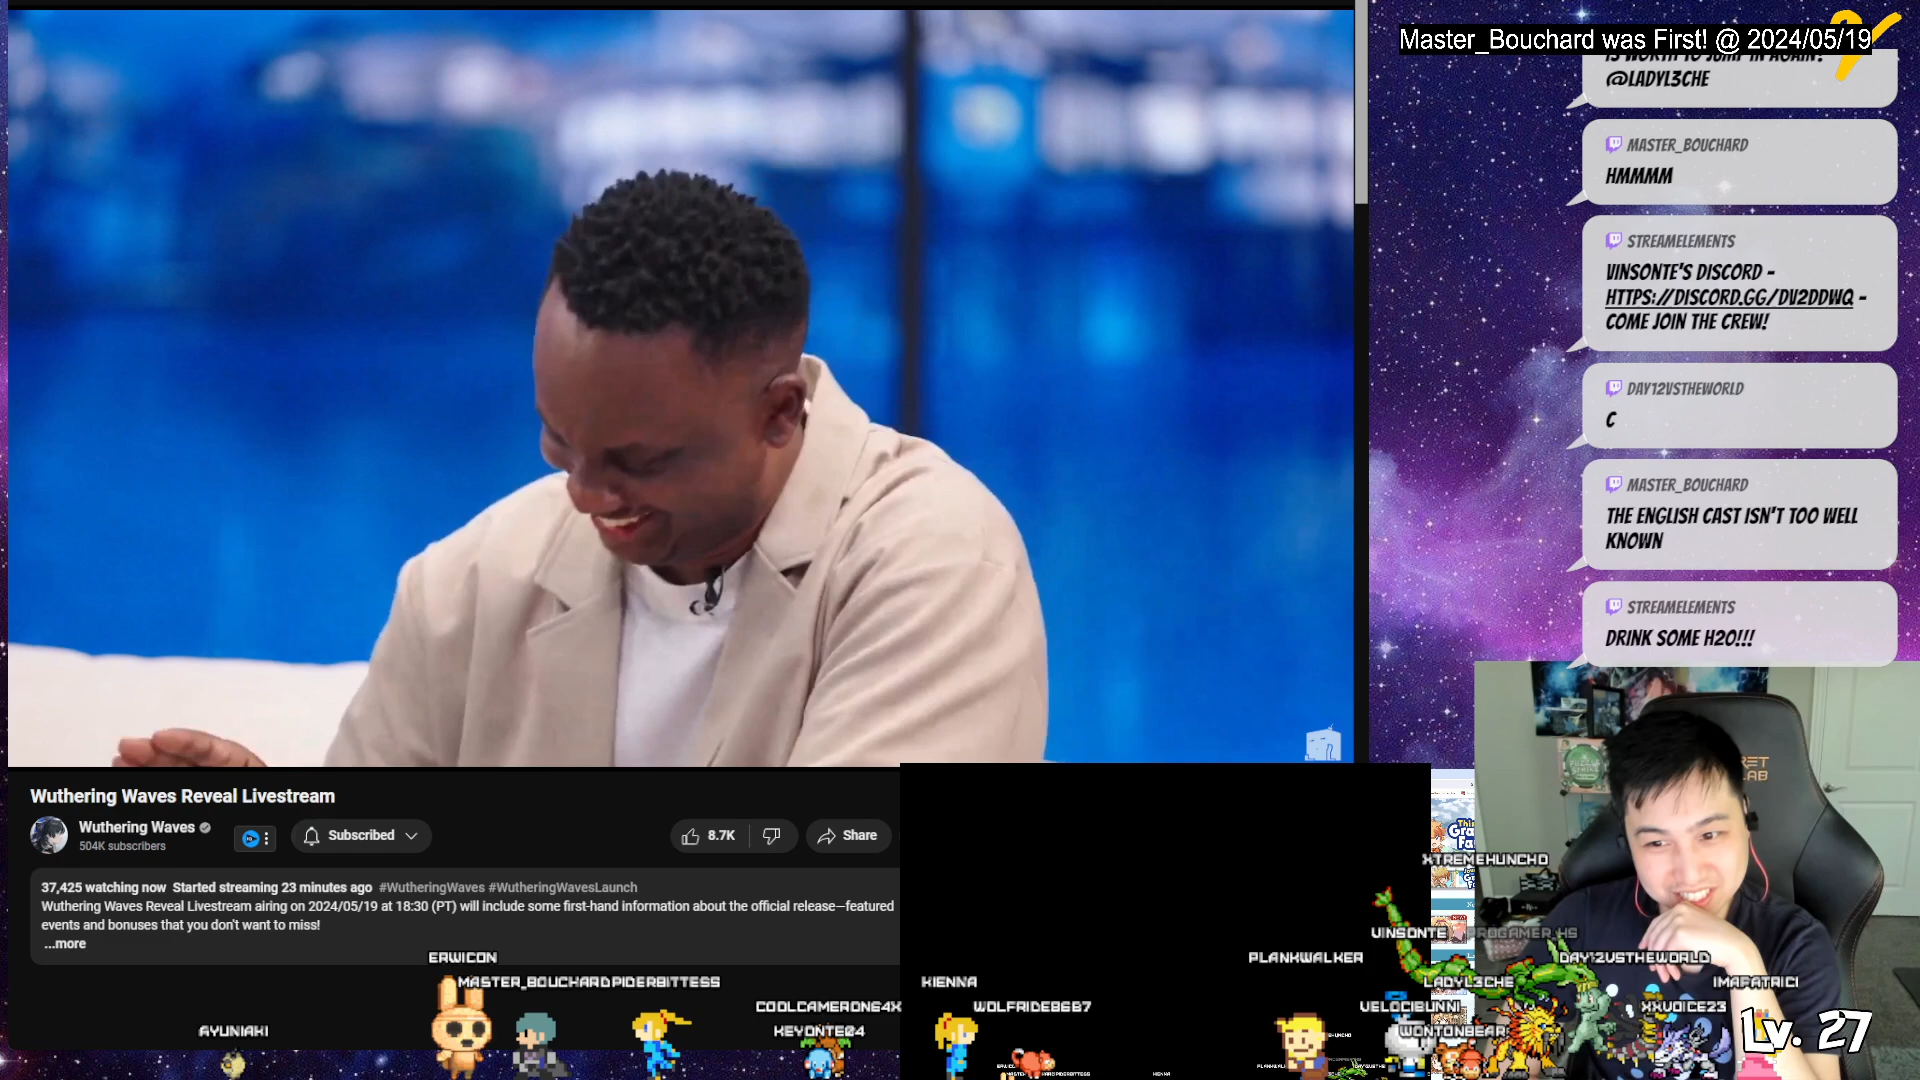 Master_Bouchard was First! @ 2024/05/19
@LADYL3CHE
MASTER_BOUCHARD
HMMMM
STREAMELEMENTS
VINSONTE'S DISCORD -
HTTPS://DISCORD.GG/DV2DDWQ -
COME JOIN THE CREW!
DAY12VSTHEWORLD
C
MASTER_BOUCHARD
THE ENGLISH CAST ISN'T TOO WELL
KNOWN
STREAMELEMENTS
DRINK SOME H2O!!!
Wuthering Waves Reveal Livestream
Wuthering Waves
504K subscribers
Subscribed
8.7K
Share
37,425 watching now Started streaming 23 minutes ago #WutheringWaves #WutheringWavesLaunch
Wuthering Waves Reveal Livestream airing on 2024/05/19 at 18:30 (PT) will include some first-hand information about the official release—featured
events and bonuses that you don't want to miss!
...more
XTREMEHUNCHO
VINSONTE
PROGAMER_HS
ERWICON
PLANKWALKER
DAY12VSTHEWORLD
MASTER_BOUCHARD
PIDERBITTESS
KIENNA
LADYL3CHE
IMAPATRICI
COOLCAMERON64X
WOLFRIDE8687
VELOCIBUNNI
XXVOICE23
AYUNIAKI
KEYONTE04
WONTONBEAR
Lv. 27